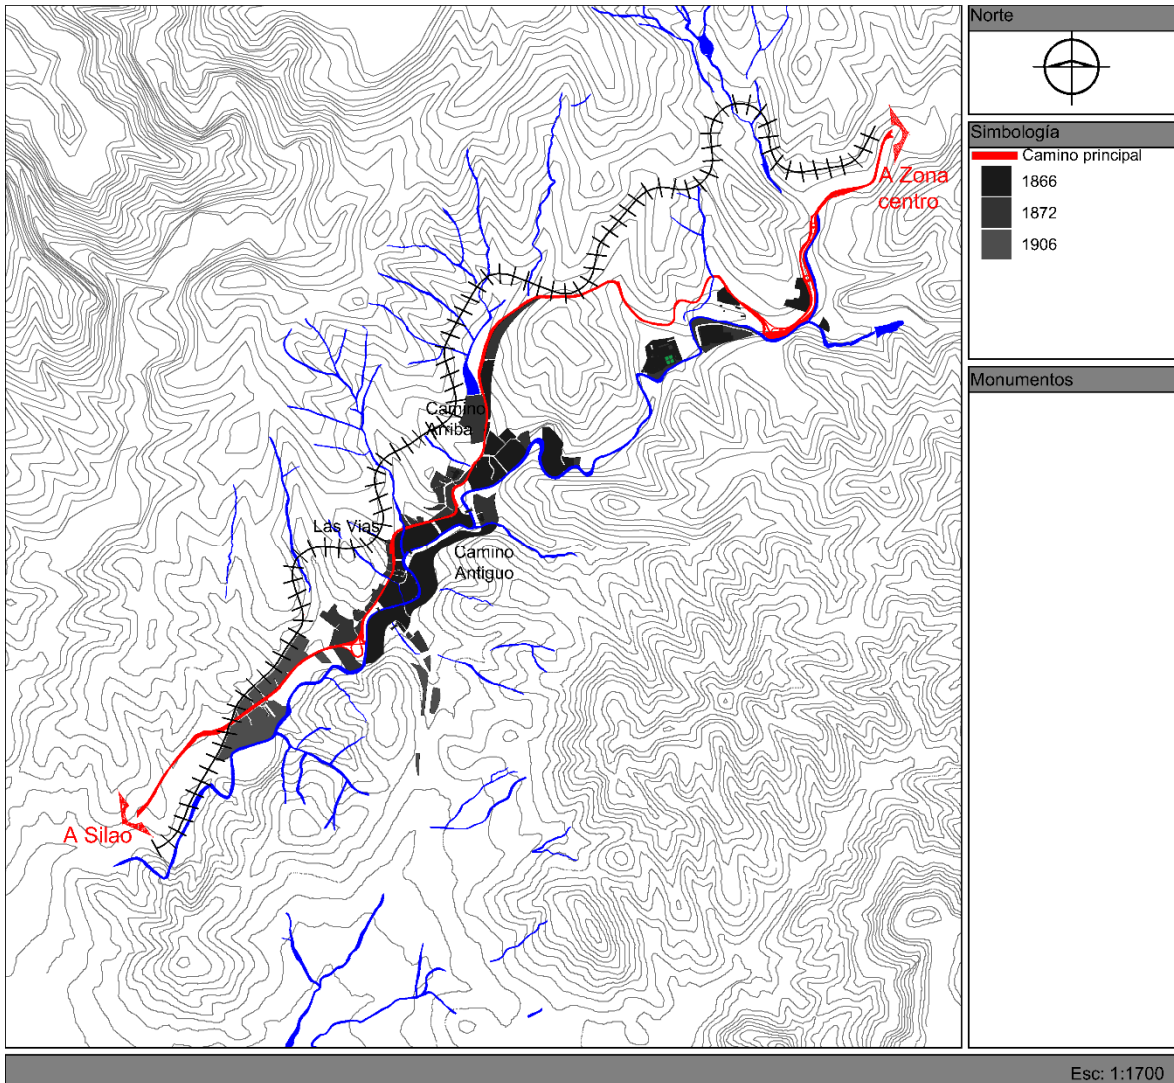 Norte
Simbología
Camino principal
1866
1872
1906
Monumentos
A Zona
centro
Camino
Arriba
Las Vias
Camino
Antiguo
A Silao
Esc: 1:1700